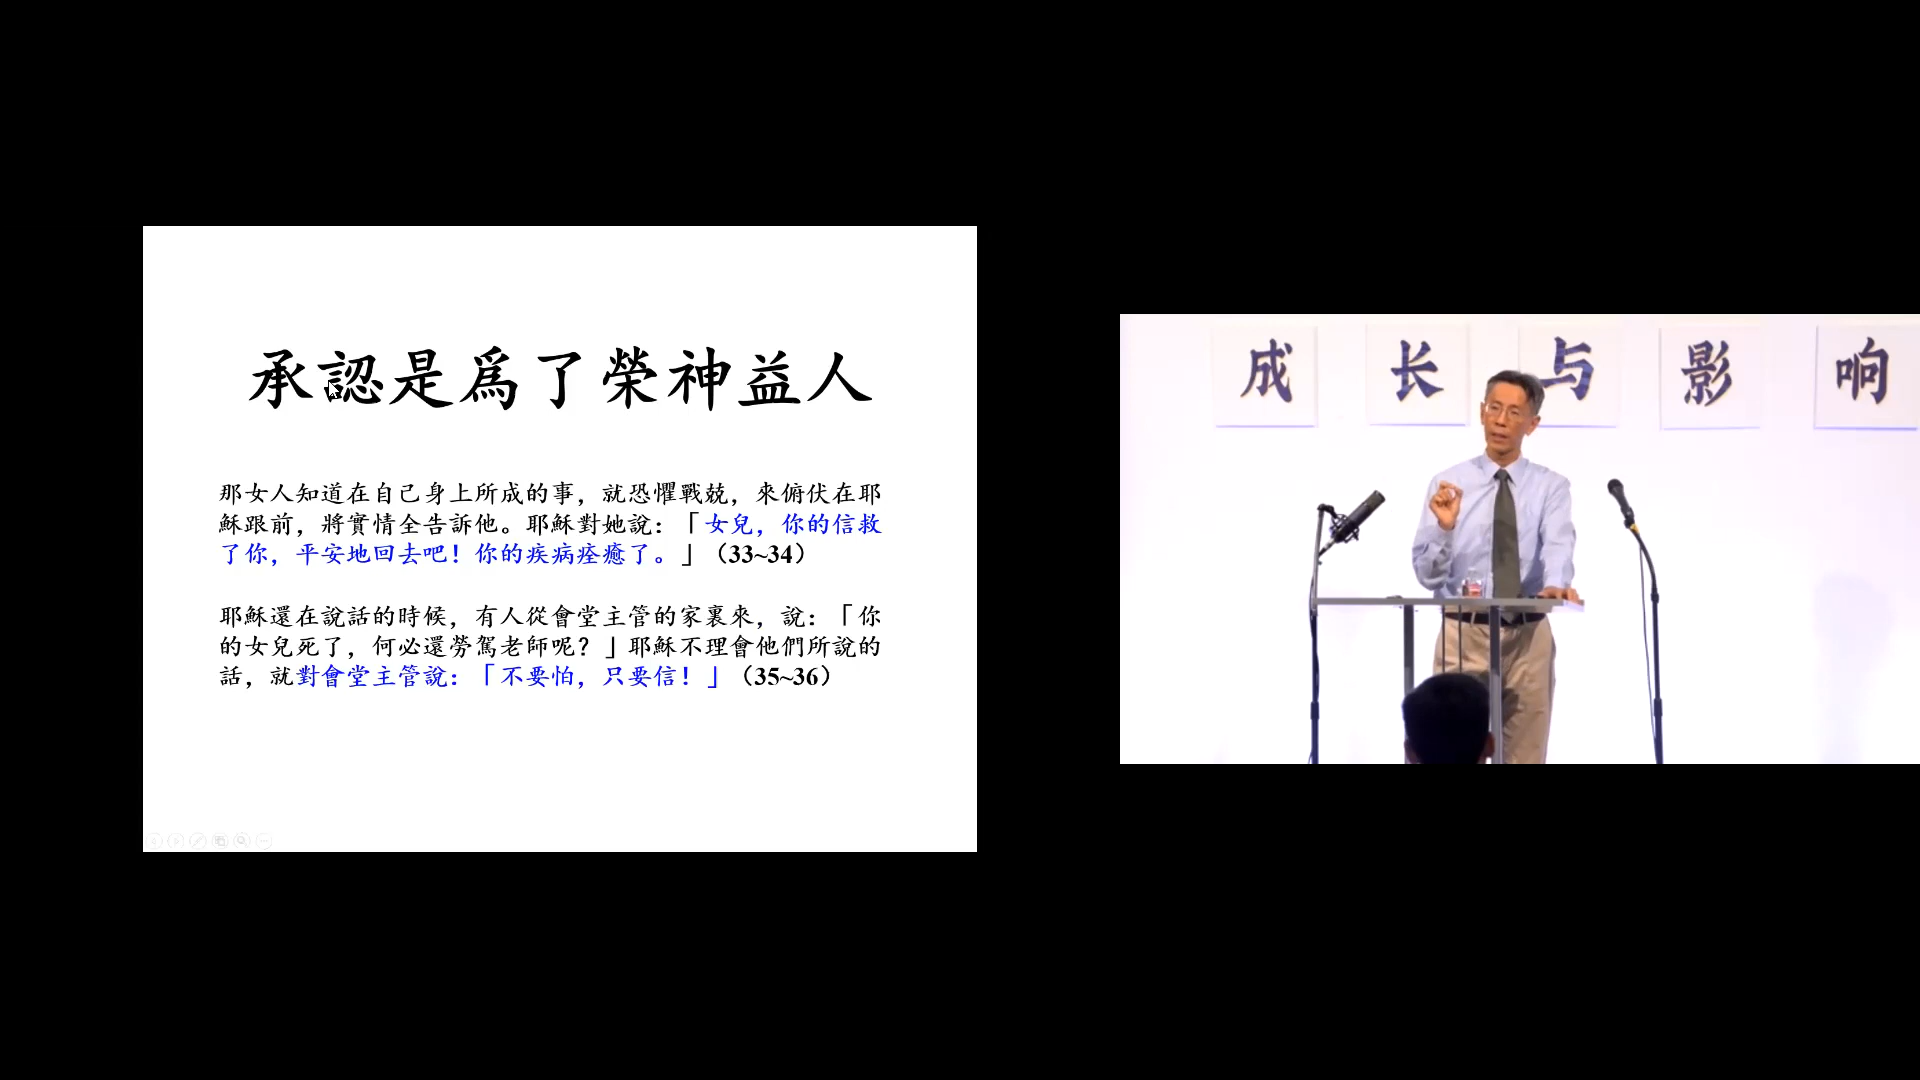 承認是爲了榮神益人
那女人知道在自己身上所成的事，就恐懼戰兢，來俯伏在耶
穌跟前，將實情全告訴他。耶穌對她說：「女兒，你的信救
了你，平安地回去吧！你的疾病痊癒了。」（33~34）
耶穌還在說話的時候，有人從會堂主管的家裏來，說：「你
的女兒死了，何必還勞駕老師呢？」耶穌不理會他們所說的
話，就對會堂主管說：「不要怕，只要信！」（35~36）
成长与影响